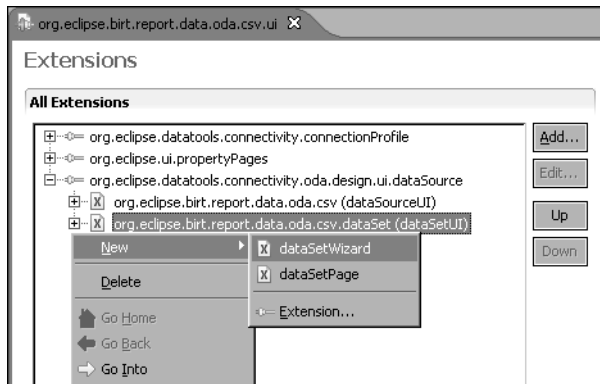 org.eclipse.birt.report.data.oda.csv.ui
Extensions
All Extensions
org.eclipse.datatools.connectivity.connectionProfile
org.eclipse.ui.propertyPages
org.eclipse.datatools.connectivity.oda.design.ui.dataSource
org.eclipse.birt.report.data.oda.csv (dataSourceUI)
org.eclipse.birt.report.data.oda.csv.dataSet (dataSetUI)
Add...
Edit...
Up
Down
New
Delete
Go Home
Go Back
Go Into
dataSetWizard
dataSetPage
Extension...